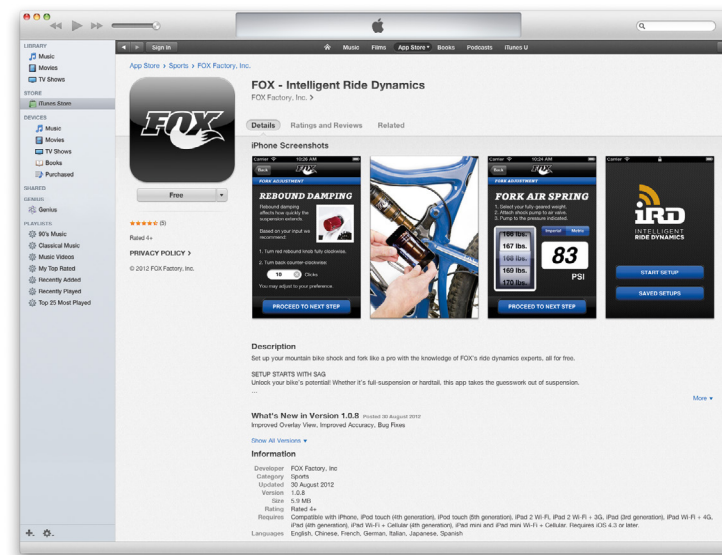 Sign In
Music
Films
App Store
Books
Podcasts
iTunes U
LIBRARY
Music
Movies
TV Shows
STORE
iTunes Store
DEVICES
Music
Movies
TV Shows
Books
Purchased
SHARED
GENIUS
Genius
PLAYLISTS
90's Music
Classical Music
Music Videos
My Top Rated
Recently Added
Recently Played
Top 25 Most Played
App Store > Sports > FOX Factory, Inc.
FOX
Free
(5)
Rated 4+
PRIVACY POLICY >
© 2012 FOX Factory, Inc.
FOX - Intelligent Ride Dynamics
FOX Factory, Inc. >
Details Ratings and Reviews Related
iPhone Screenshots
Carrier 10:26 AM
Back FOX
FORK ADJUSTMENT
REBOUND DAMPING
Rebound damping
affects how quickly the
suspension extends.
Based on your input we
recommend:
1. Turn red rebound knob fully clockwise.
2. Turn back counter-clockwise:
10 Clicks
You may adjust to your preference.
PROCEED TO NEXT STEP
Carrier 10:24 AM
Back FOX
FORK ADJUSTMENT
FORK AIR SPRING
1. Select your fully geared weight.
2. Attach shock pump to air valve.
3. Pump to the pressure indicated.
Imperial Metric
166 lbs.
167 lbs.
168 lbs.
169 lbs.
170 lbs.
83
PSI
PROCEED TO NEXT STEP
Carrier
iRD
INTELLIGENT
RIDE DYNAMICS
START SETUP
SAVED SETUPS
Description
Set up your mountain bike shock and fork like a pro with the knowledge of FOX's ride dynamics experts, all for free.
SETUP STARTS WITH SAG
Unlock your bike's potential! Whether it's full-suspension or hardtail, this app takes the guesswork out of suspension.
...
More
What's New in Version 1.0.8 Posted 30 August 2012
Improved Overlay View, Improved Accuracy, Bug Fixes
Show All Versions
Information
Developer FOX Factory, Inc
Category Sports
Updated 30 August 2012
Version 1.0.8
Size 5.9 MB
Rating Rated 4+
Requires Compatible with iPhone, iPod touch (4th generation), iPod touch (5th generation), iPad 2 Wi-Fi, iPad 2 Wi-Fi + 3G, iPad (3rd generation), iPad Wi-Fi + 4G,
iPad (4th generation), iPad Wi-Fi + Cellular (4th generation), iPad mini and iPad mini Wi-Fi + Cellular. Requires iOS 4.3 or later.
Languages English, Chinese, French, German, Italian, Japanese, Spanish